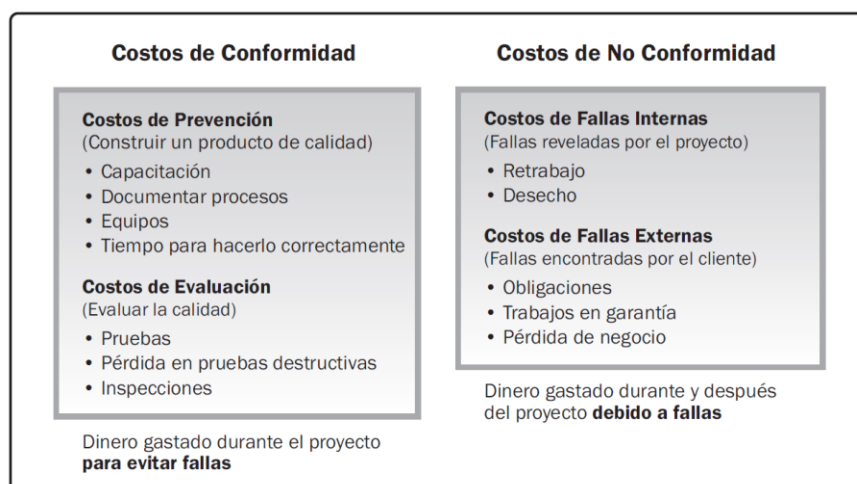 Costos de Conformidad
Costos de Prevención
(Construir un producto de calidad)
• Capacitación
• Documentar procesos
• Equipos
• Tiempo para hacerlo correctamente
Costos de Evaluación
(Evaluar la calidad)
• Pruebas
• Pérdida en pruebas destructivas
• Inspecciones
Dinero gastado durante el proyecto
para evitar fallas
Costos de No Conformidad
Costos de Fallas Internas
(Fallas reveladas por el proyecto)
• Retrabajo
• Desecho
Costos de Fallas Externas
(Fallas encontradas por el cliente)
• Obligaciones
• Trabajos en garantía
• Pérdida de negocio
Dinero gastado durante y después
del proyecto debido a fallas